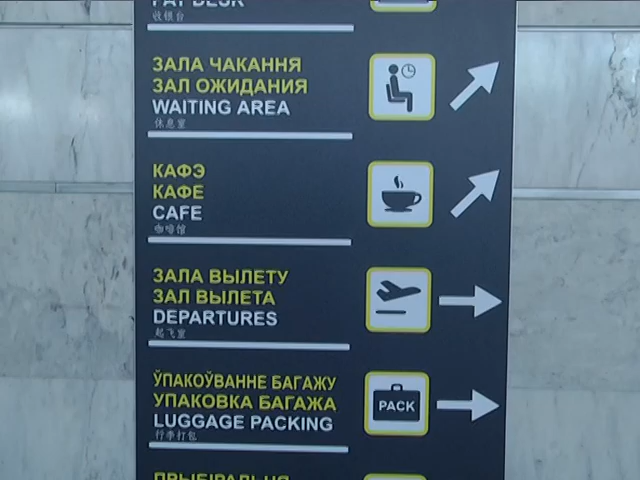 PAY DESK
收银台
ЗАЛА ЧАКАННЯ
ЗАЛ ОЖИДАНИЯ
WAITING AREA
休息室
КАФЭ
КАФЕ
CAFE
咖啡馆
ЗАЛА ВЫЛЕТУ
ЗАЛ ВЫЛЕТА
DEPARTURES
起飞室
ЎПАКОЎВАННЕ БАГАЖУ
УПАКОВКА БАГАЖА
LUGGAGE PACKING
行李打包
PACK
ПРЫБІРАЛЬНЯ